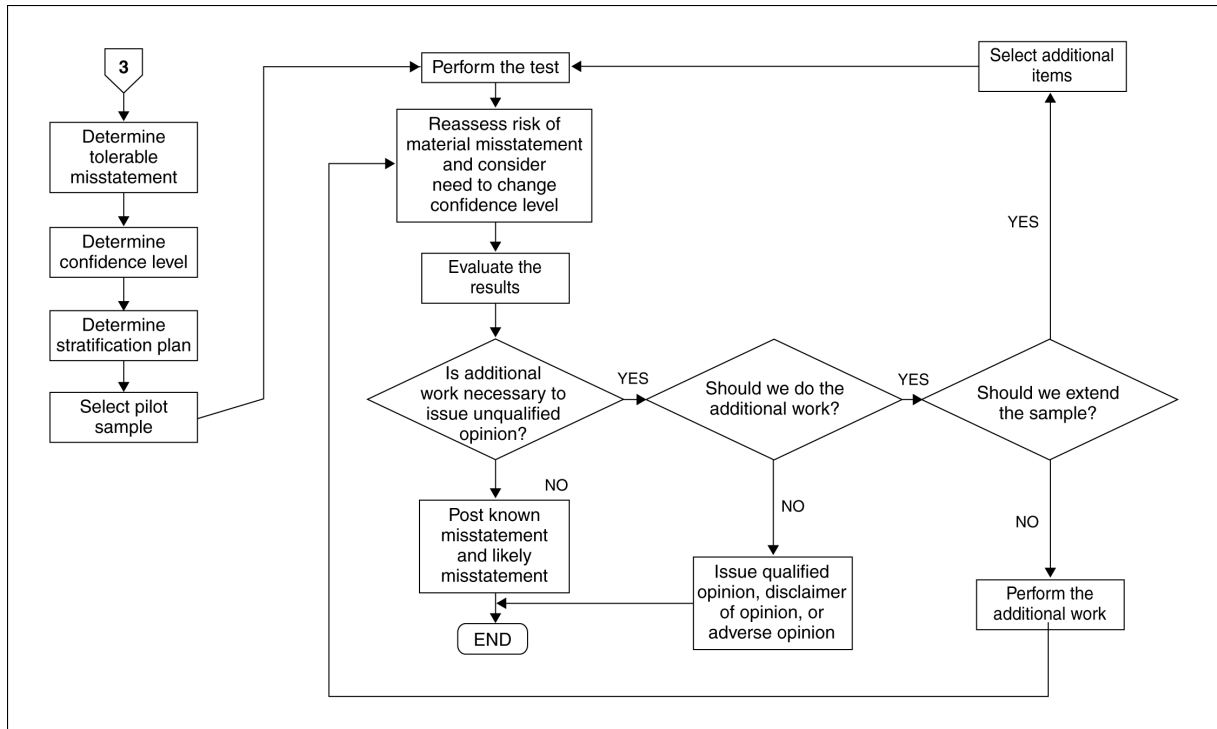 3
Determine
tolerable
misstatement
Determine
confidence level
Determine
stratification plan
Select pilot
sample
Perform the test
Reassess risk of
material misstatement
and consider
need to change
confidence level
Evaluate the
results
Is additional
work necessary to
issue unqualified
opinion?
YES
NO
Post known
misstatement
and likely
misstatement
END
Should we do the
additional work?
YES
NO
Issue qualified
opinion, disclaimer
of opinion, or
adverse opinion
Should we extend
the sample?
YES
Select additional
items
NO
Perform the
additional work